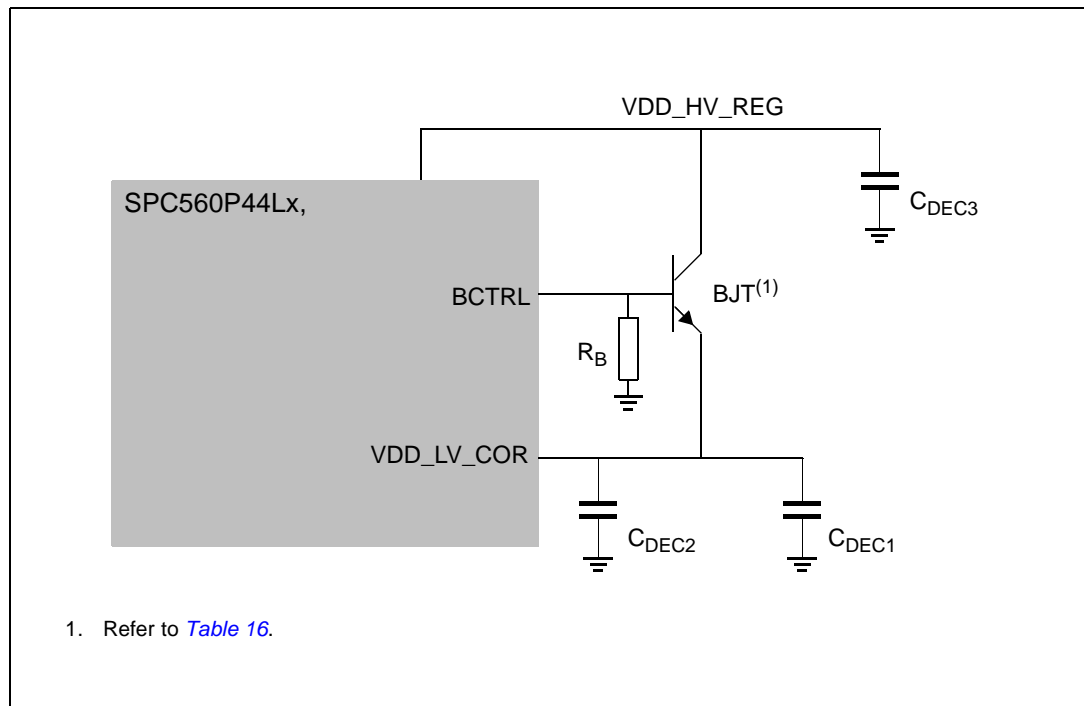 VDD_HV_REG
SPC560P44Lx,
CDEC3
BCTRL
BJT(1)
RB
VDD_LV_COR
CDEC2
CDEC1
1. Refer to Table 16.